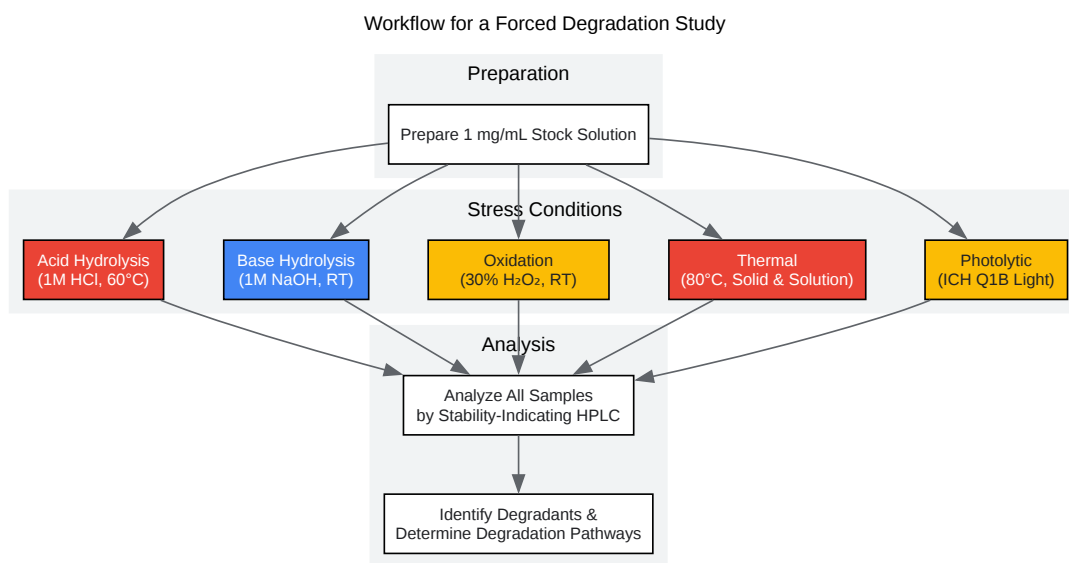 Workflow for a Forced Degradation Study
Preparation
Prepare 1 mg/mL Stock Solution
Stress Conditions
Acid Hydrolysis
(1M HCl, 60°C)
Base Hydrolysis
(1M NaOH, RT)
Oxidation
(30% H₂O₂, RT)
Thermal
(80°C, Solid & Solution)
Photolytic
(ICH Q1B Light)
Analysis
Analyze All Samples
by Stability-Indicating HPLC
Identify Degradants &
Determine Degradation Pathways